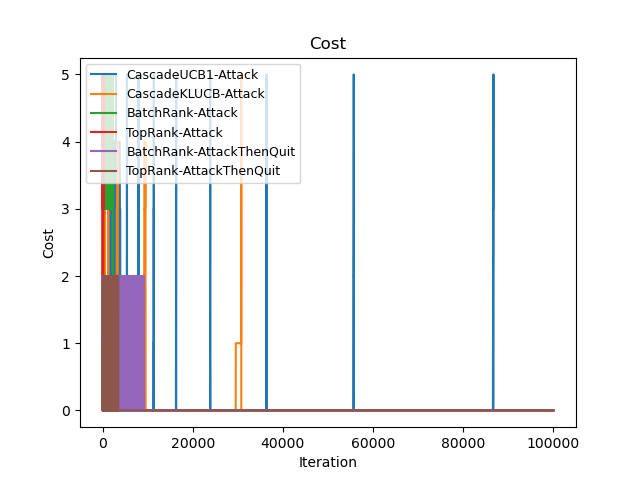 Cost
CascadeUCB1-Attack
CascadeKLUCB-Attack
BatchRank-Attack
TopRank-Attack
BatchRank-AttackThenQuit
TopRank-AttackThenQuit
Cost
5
4
3
2
1
0
0 20000 40000 60000 80000 100000
Iteration